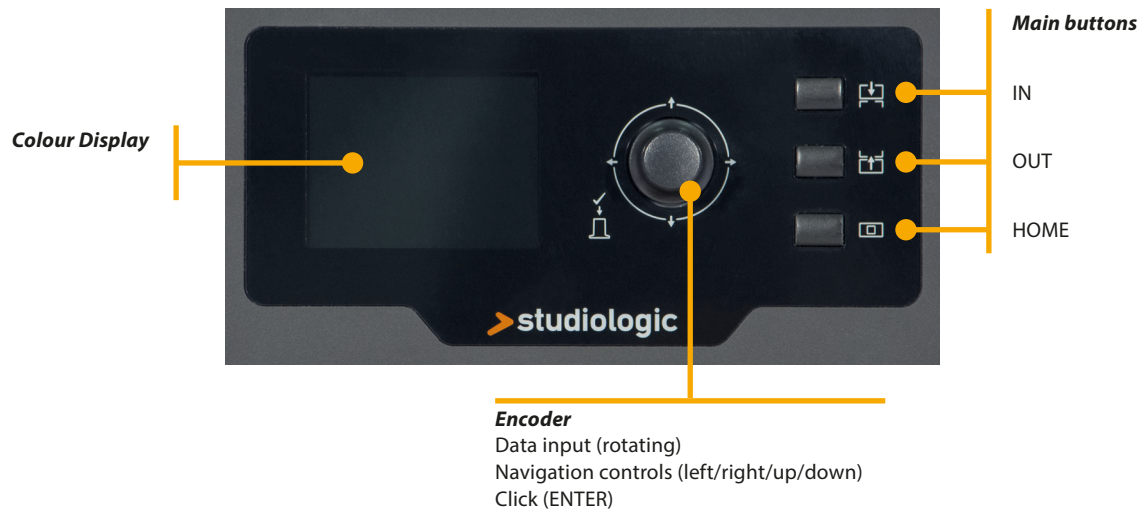 Main buttons
IN
Colour Display
OUT
HOME
studiologic
Encoder
Data input (rotating)
Navigation controls (left/right/up/down)
Click (ENTER)